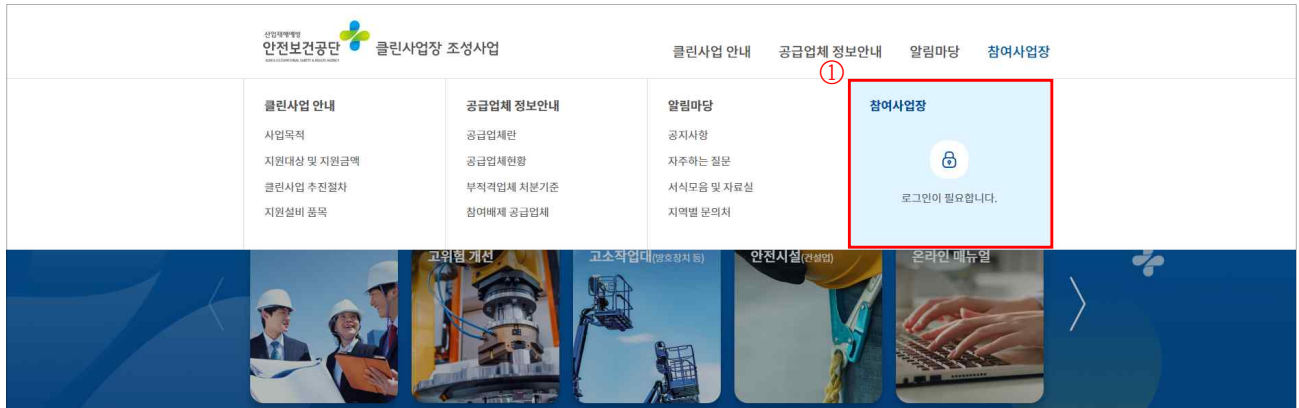 산업재해예방
안전보건공단 클린사업장 조성사업
클린사업 안내 공급업체 정보안내 알림마당 참여사업장
①
클린사업 안내
사업목적
지원대상 및 지원금액
클린사업 추진절차
지원설비 품목
공급업체 정보안내
공급업체란
공급업체현황
부적격업체 처분기준
참여배제 공급업체
알림마당
공지사항
자주하는 질문
서식모음 및 자료실
지역별 문의처
참여사업장
로그인이 필요합니다.
고위험 개선
고소작업대(방호장치 등)
안전시설(건설업)
온라인 매뉴얼